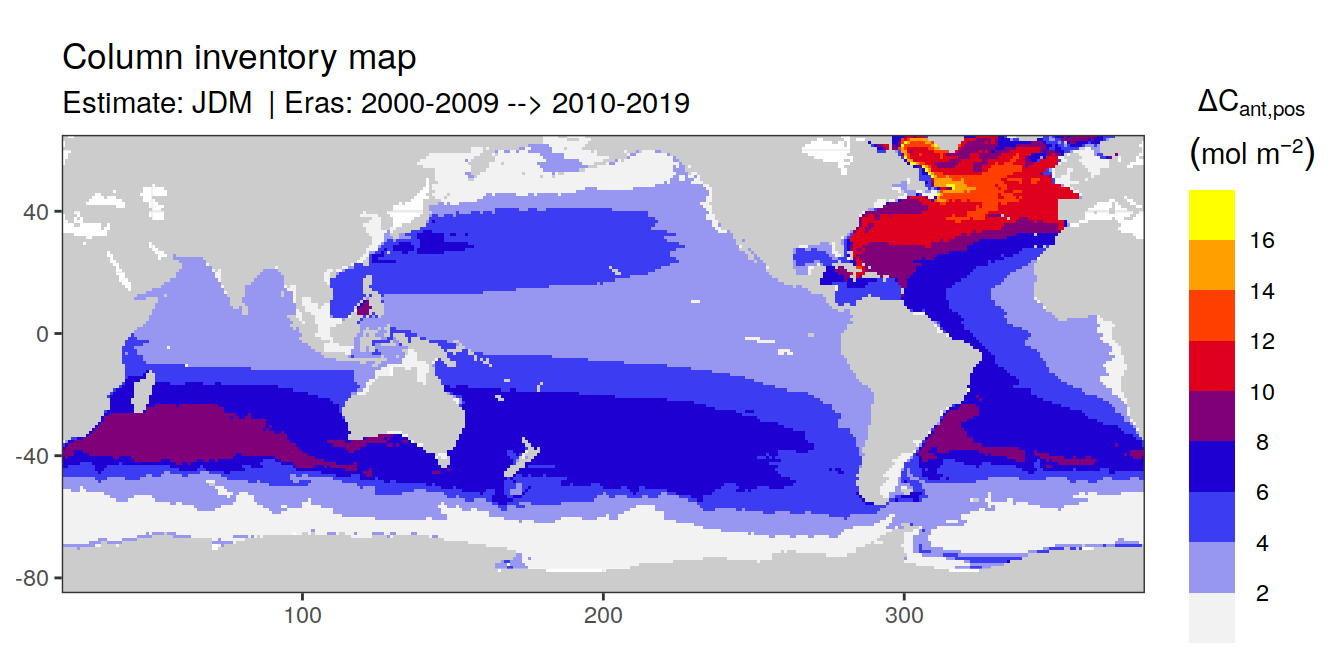 Column inventory map
Estimate: JDM | Eras: 2000-2009 --> 2010-2019
ΔCant,pos
(mol m−2)
16
14
12
10
8
6
4
2
40
0
-40
-80
100 200 300